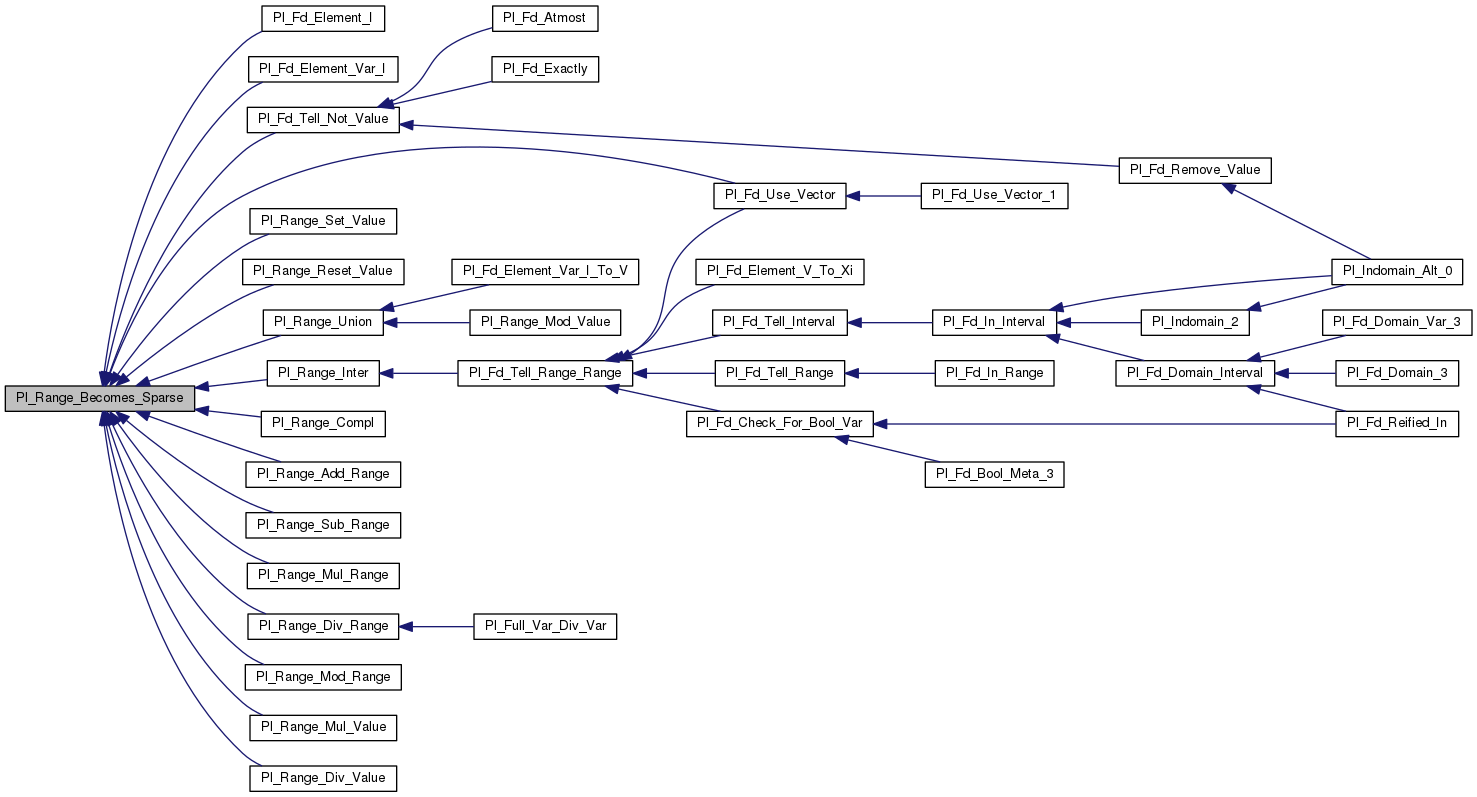 Pl_Fd_Element_I
Pl_Fd_Atmost
Pl_Fd_Element_Var_I
Pl_Fd_Exactly
Pl_Fd_Tell_Not_Value
Pl_Fd_Remove_Value
Pl_Fd_Use_Vector
Pl_Fd_Use_Vector_1
Pl_Range_Set_Value
Pl_Range_Reset_Value
Pl_Fd_Element_Var_I_To_V
Pl_Fd_Element_V_To_Xi
Pl_Indomain_Alt_0
Pl_Range_Union
Pl_Range_Mod_Value
Pl_Fd_Tell_Interval
Pl_Fd_In_Interval
Pl_Indomain_2
Pl_Fd_Domain_Var_3
Pl_Range_Inter
Pl_Fd_Tell_Range_Range
Pl_Fd_Tell_Range
Pl_Fd_In_Range
Pl_Fd_Domain_Interval
Pl_Fd_Domain_3
Pl_Range_Becomes_Sparse
Pl_Range_Compl
Pl_Fd_Check_For_Bool_Var
Pl_Fd_Reified_In
Pl_Range_Add_Range
Pl_Fd_Bool_Meta_3
Pl_Range_Sub_Range
Pl_Range_Mul_Range
Pl_Range_Div_Range
Pl_Full_Var_Div_Var
Pl_Range_Mod_Range
Pl_Range_Mul_Value
Pl_Range_Div_Value